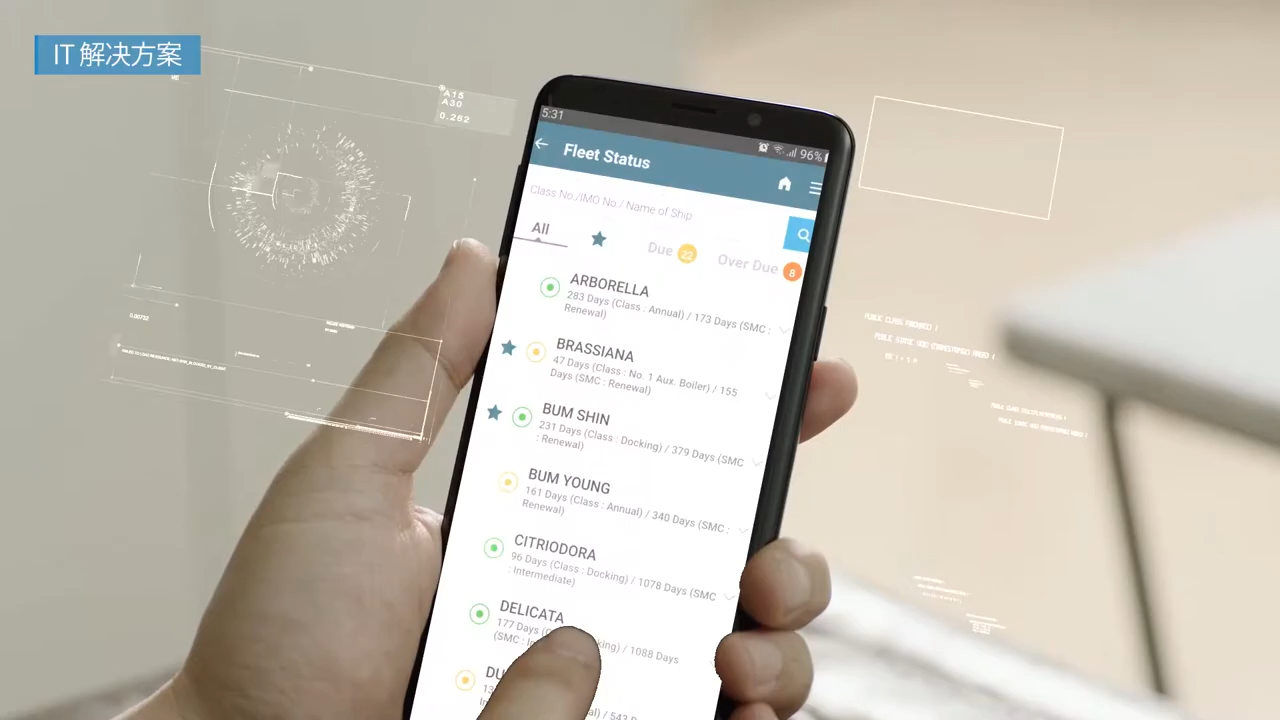 IT 解决方案
A15
A30
0.262
5:31
96%
Fleet Status
Class No./IMO No./ Name of Ship
All
Due 22
Over Due 8
ARBORELLA
283 Days (Class : Annual) / 173 Days (SMC :
Renewal)
BRASSIANA
47 Days (Class : No. 1 Aux. Boiler) / 155
Days (SMC : Renewal)
BUM SHIN
231 Days (Class : Docking) / 379 Days (SMC
: Renewal)
BUM YOUNG
161 Days (Class : Annual) / 340 Days (SMC :
Renewal)
CITRIODORA
96 Days (Class : Docking) / 1078 Days (SMC
: Intermediate)
DELICATA
177 Days / 1088 Days
(SMC :
DU
/ 543
0.00732